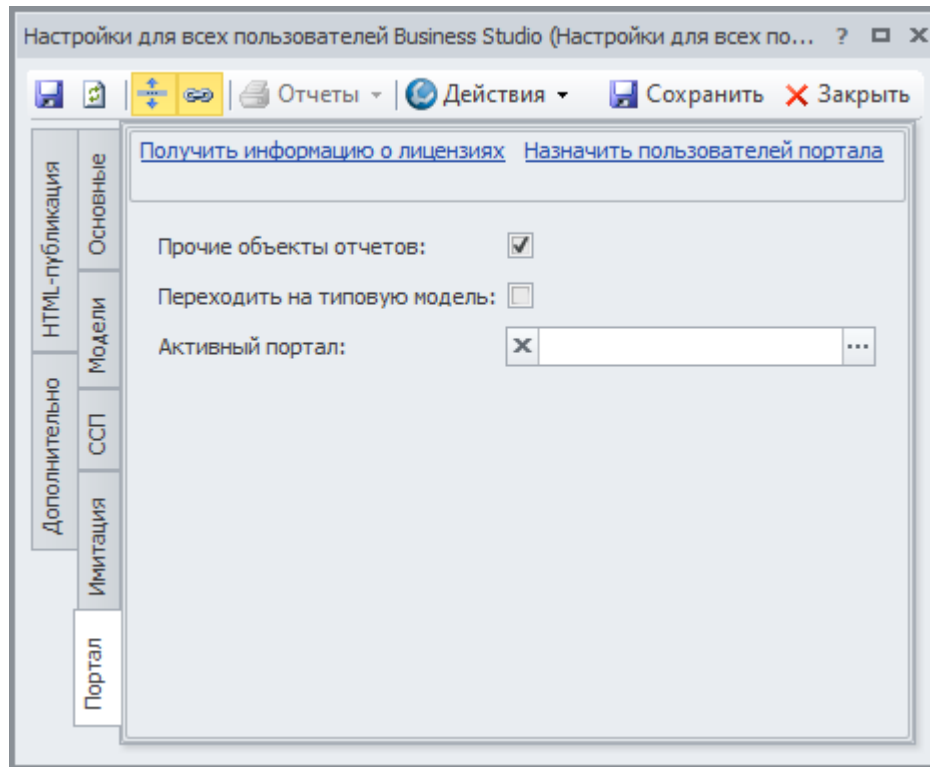 Настройки для всех пользователей Business Studio (Настройки для всех по... ?
Отчеты Действия Сохранить Закрыть
HTML-публикация
Дополнительно
Основные
Модели
ССП
Имитация
Портал
Получить информацию о лицензиях Назначить пользователей портала
Прочие объекты отчетов:
Переходить на типовую модель:
Активный портал: ...